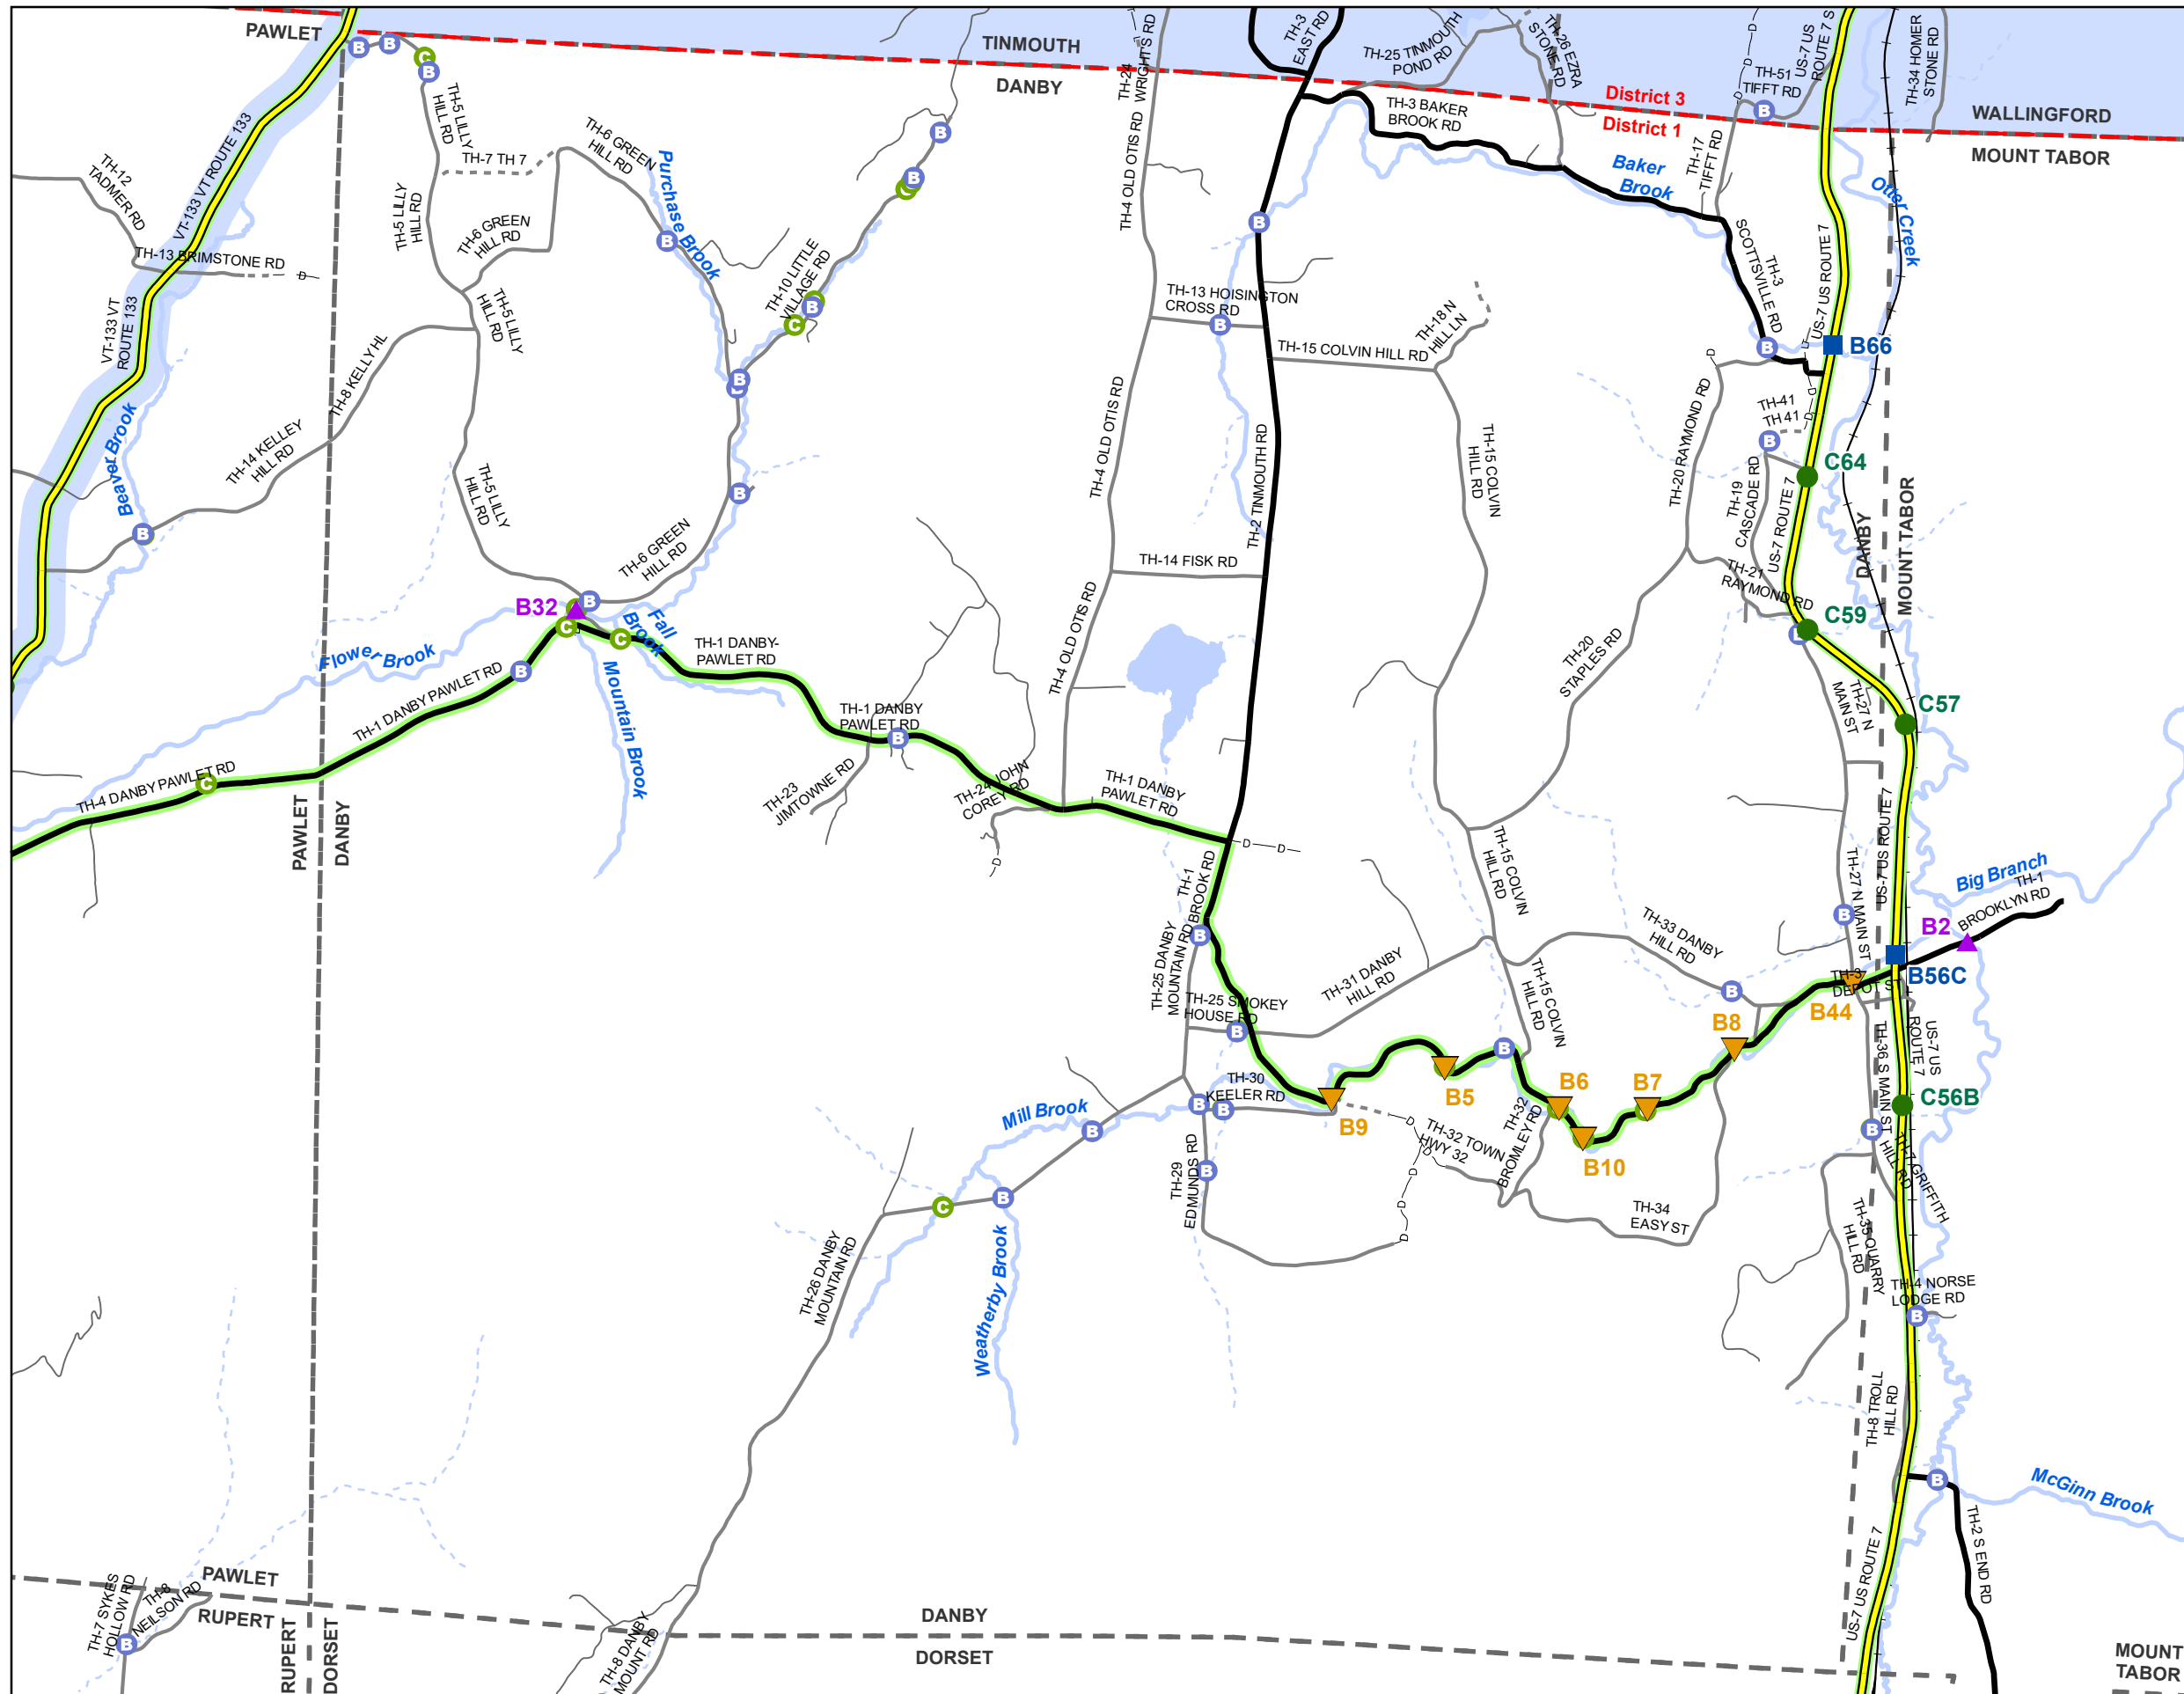 PAWLET
TINMOUTH
DANBY
TH-24
WRIGHTS RD
TH-3
EAST RD
TH-25 TINMOUTH
POND RD
TH-26 EZRA
STONE RD
D
US-7 US
ROUTE 7 S
TH-51
TIFFT RD
D
TH-34 HOMER
STONE RD
District 3
District 1
WALLINGFORD
MOUNT TABOR
B
B
C
B
TH-5 LILLY
HILL RD
TH-7 TH 7
TH-6 GREEN
HILL RD
Purchase Brook
B
B
C
B
TH-12
TADMER RD
VT-133 VT ROUTE 133
TH-13 BRIMSTONE RD
D
TH-5 LILLY
HILL RD
TH-6 GREEN
HILL RD
B
TH-10 LITTLE
VILLAGE RD
C
B
C
TH-4 OLD OTIS RD
TH-3 BAKER
BROOK RD
Baker
Brook
TH-17
TIFFT RD
B
Otter Creek
TH-3
SCOTTSVILLE RD
US-7 US ROUTE 7
VT-133 VT
ROUTE 133
TH-5 LILLY
HILL RD
TH-8 KELLY HL
TH-13 HOISINGTON
CROSS RD
B
TH-15 COLVIN HILL RD
TH-18 N
HILL LN
D
B
B66
Beaver Brook
TH-14 KELLEY
HILL RD
B
B
TH-4 OLD OTIS RD
TH-2 TINMOUTH RD
TH-15 COLVIN
HILL RD
TH-20 RAYMOND RD
TH-41
TH 41
D
D
B
C64
TH-19
CASCADE RD
US-7 ROUTE 7
DANBY
MOUNT TABOR
B
TH-5 LILLY
HILL RD
TH-6 GREEN
HILL RD
B
TH-14 FISK RD
TH-21
RAYMOND RD
C59
B32
B
C
C
Fall
Brook
Flower Brook
TH-1 DANBY-
PAWLET RD
TH-4 OLD OTIS RD
TH-20
STAPLES RD
TH-27 N
MAIN ST
C57
TH-1 DANBY PAWLET RD
B
Mountain Brook
TH-1 DANBY
PAWLET RD
B
TH-4 DANBY PAWLET RD
C
PAWLET
DANBY
TH-23
JIMTOWNE RD
TH-24 JOHN
COREY RD
D
TH-1 DANBY
PAWLET RD
D
D
TH-1
BROOK RD
TH-15 COLVIN
HILL RD
US-7 US ROUTE 7
TH-27 N MAIN ST
B
Big Branch
TH-1
BROOKLYN RD
B2
TH-25 DANBY
MOUNTAIN RD
B
TH-31 DANBY
HILL RD
TH-33 DANBY
HILL RD
TH-15 COLVIN
HILL RD
B
TH-3
DEPOT ST
B56C
B44
TH-25 SMOKEY
HOUSE RD
B
B8
US-7 US
ROUTE 7
TH-36 S MAIN ST
TH-30
KEELER RD
B
B
B
B9
B5
B6
B7
B10
C56B
Mill Brook
B
TH-32 TOWN
HWY 32
D
D
D
D
TH-32
BROMLEY RD
B
TH-7 GRIFFITH
HILL RD
TH-29
EDMUNDS RD
B
TH-34
EASY ST
C
B
TH-26 DANBY
MOUNTAIN RD
Weatherby Brook
TH-35 QUARRY
HILL RD
TH-4 NORSE
LODGE RD
B
TH-8 TROLL
HILL RD
B
McGinn Brook
TH-2 S END RD
US-7 US ROUTE 7
PAWLET
RUPERT
TH-7 SYKES
HOLLOW RD
TH-8
NEILSON RD
B
RUPERT
DORSET
TH-8 DANBY
MOUNT RD
DANBY
DORSET
MOUNT
TABOR